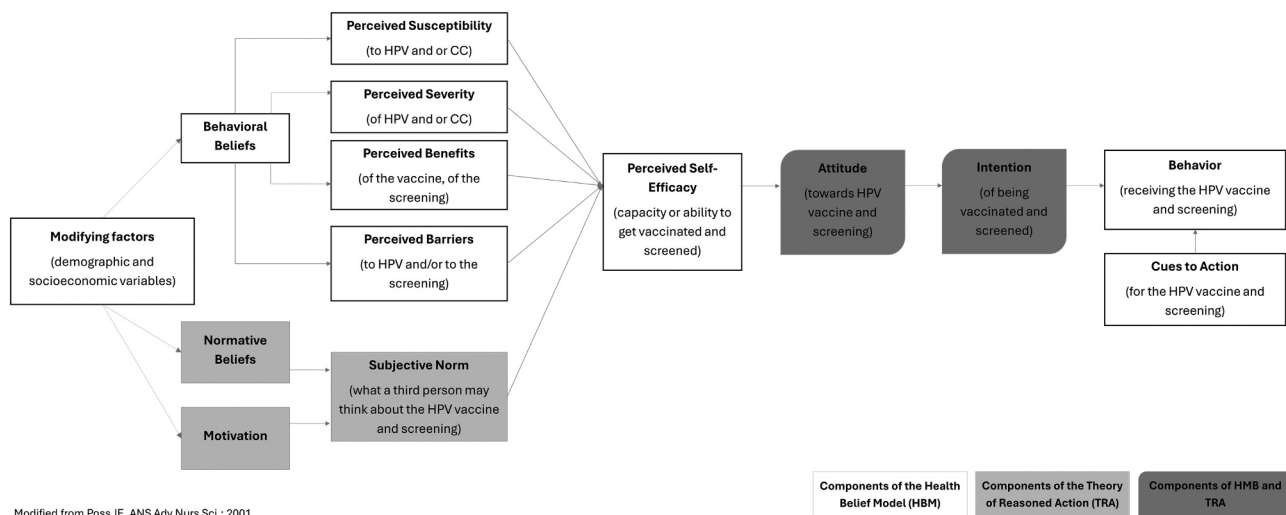 Perceived Susceptibility
(to HPV and or CC)
Perceived Severity
(of HPV and or CC)
Behavioral
Beliefs
Perceived Benefits
(of the vaccine, of the
screening)
Perceived Barriers
(to HPV and/or to the
screening)
Modifying factors
(demographic and
socioeconomic variables)
Normative
Beliefs
Motivation
Subjective Norm
(what a third person may
think about the HPV vaccine
and screening)
Perceived Self-
Efficacy
(capacity or ability to
get vaccinated and
screened)
Attitude
(towards HPV
vaccine and
screening)
Intention
(of being
vaccinated and
screened)
Behavior
(receiving the HPV vaccine
and screening)
Cues to Action
(for the HPV vaccine and
screening)
Components of the Health
Belief Model (HBM)
Components of the Theory
of Reasoned Action (TRA)
Components of HMB and
TRA
Modified from Poss JE. ANS Adv Nurs Sci.; 2001